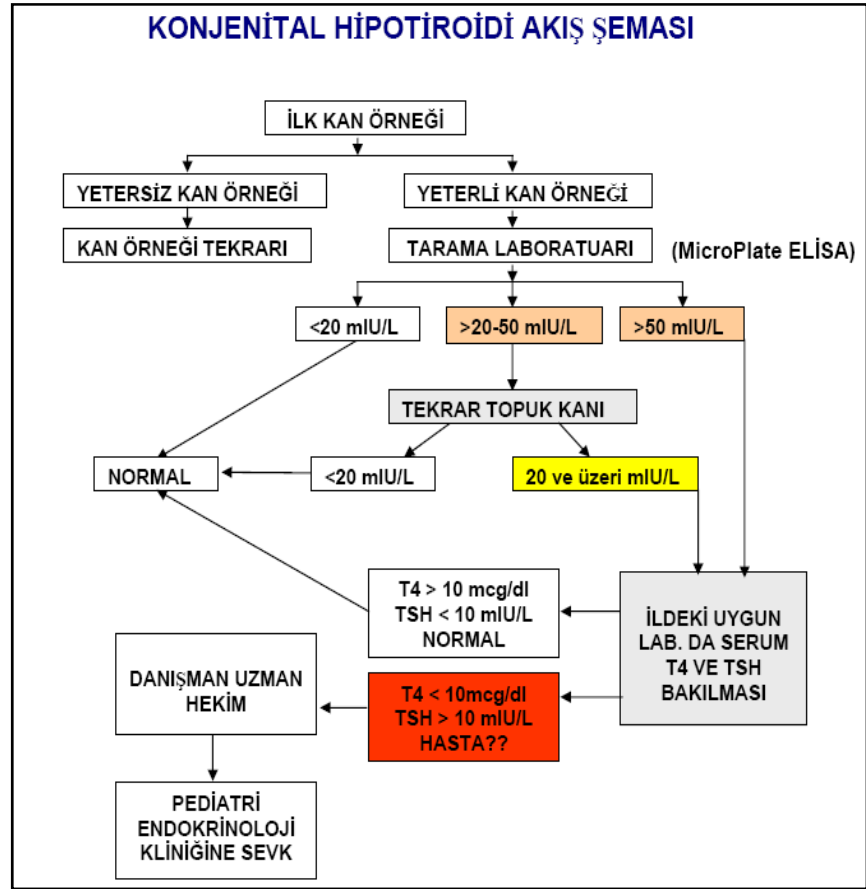 KONJENİTAL HİPOTİROİDİ AKIŞ ŞEMASI
İLK KAN ÖRNEĞİ
YETERSİZ KAN ÖRNEĞİ
YETERLİ KAN ÖRNEĞİ
KAN ÖRNEĞİ TEKRARI
TARAMA LABORATUARI
(MicroPlate ELİSA)
<20 mIU/L
>20-50 mIU/L
>50 mIU/L
TEKRAR TOPUK KANI
NORMAL
<20 mIU/L
20 ve üzeri mIU/L
T4 > 10 mcg/dl
TSH < 10 mIU/L
NORMAL
İLDEKİ UYGUN
LAB. DA SERUM
T4 VE TSH
BAKILMASI
DANIŞMAN UZMAN
HEKİM
T4 < 10mcg/dl
TSH > 10 mIU/L
HASTA??
PEDİATRİ
ENDOKRİNOLOJİ
KLİNİĞİNE SEVK